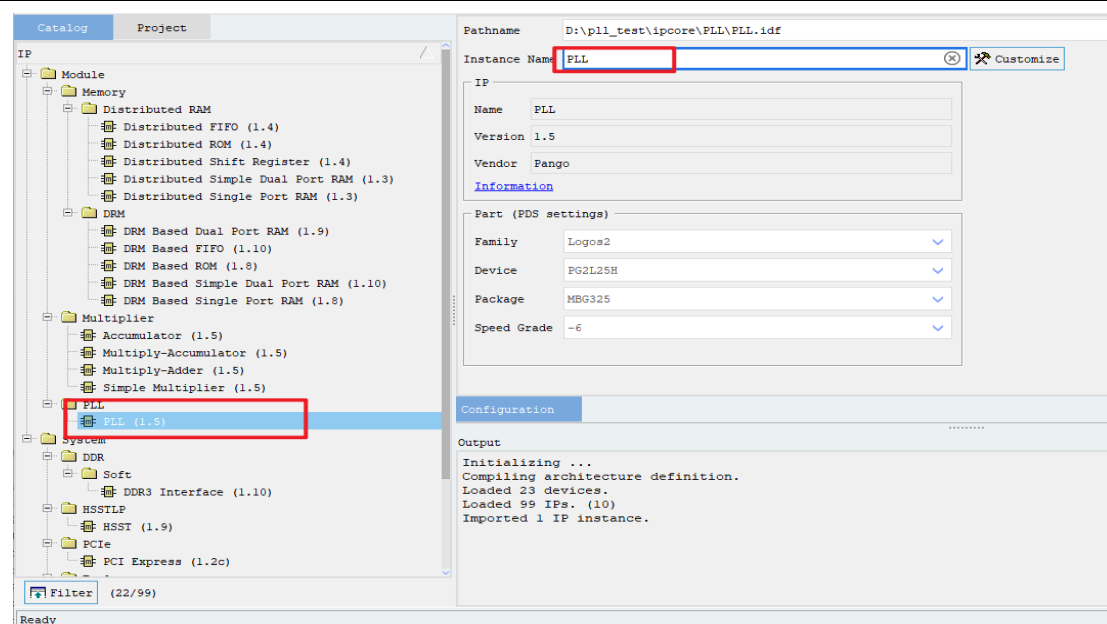 Catalog
Project
IP
Module
Memory
Distributed RAM
Distributed FIFO (1.4)
Distributed ROM (1.4)
Distributed Shift Register (1.4)
Distributed Simple Dual Port RAM (1.3)
Distributed Single Port RAM (1.3)
DRM
DRM Based Dual Port RAM (1.9)
DRM Based FIFO (1.10)
DRM Based ROM (1.8)
DRM Based Simple Dual Port RAM (1.10)
DRM Based Single Port RAM (1.8)
Multiplier
Accumulator (1.5)
Multiply-Accumulator (1.5)
Multiply-Adder (1.5)
Simple Multiplier (1.5)
PLL
PLL (1.5)
System
DDR
Soft
DDR3 Interface (1.10)
HSSTLP
HSST (1.9)
PCIe
PCI Express (1.2c)
Filter (22/99)
Ready
Pathname D:\pll_test\ipcore\PLL\PLL.idf
Instance Name PLL Customize
IP
Name PLL
Version 1.5
Vendor Pango
Information
Part (PDS settings)
Family Logos2
Device PG2L25H
Package MBG325
Speed Grade -6
Configuration
Output
Initializing ...
Compiling architecture definition.
Loaded 23 devices.
Loaded 99 IPs. (10)
Imported 1 IP instance.